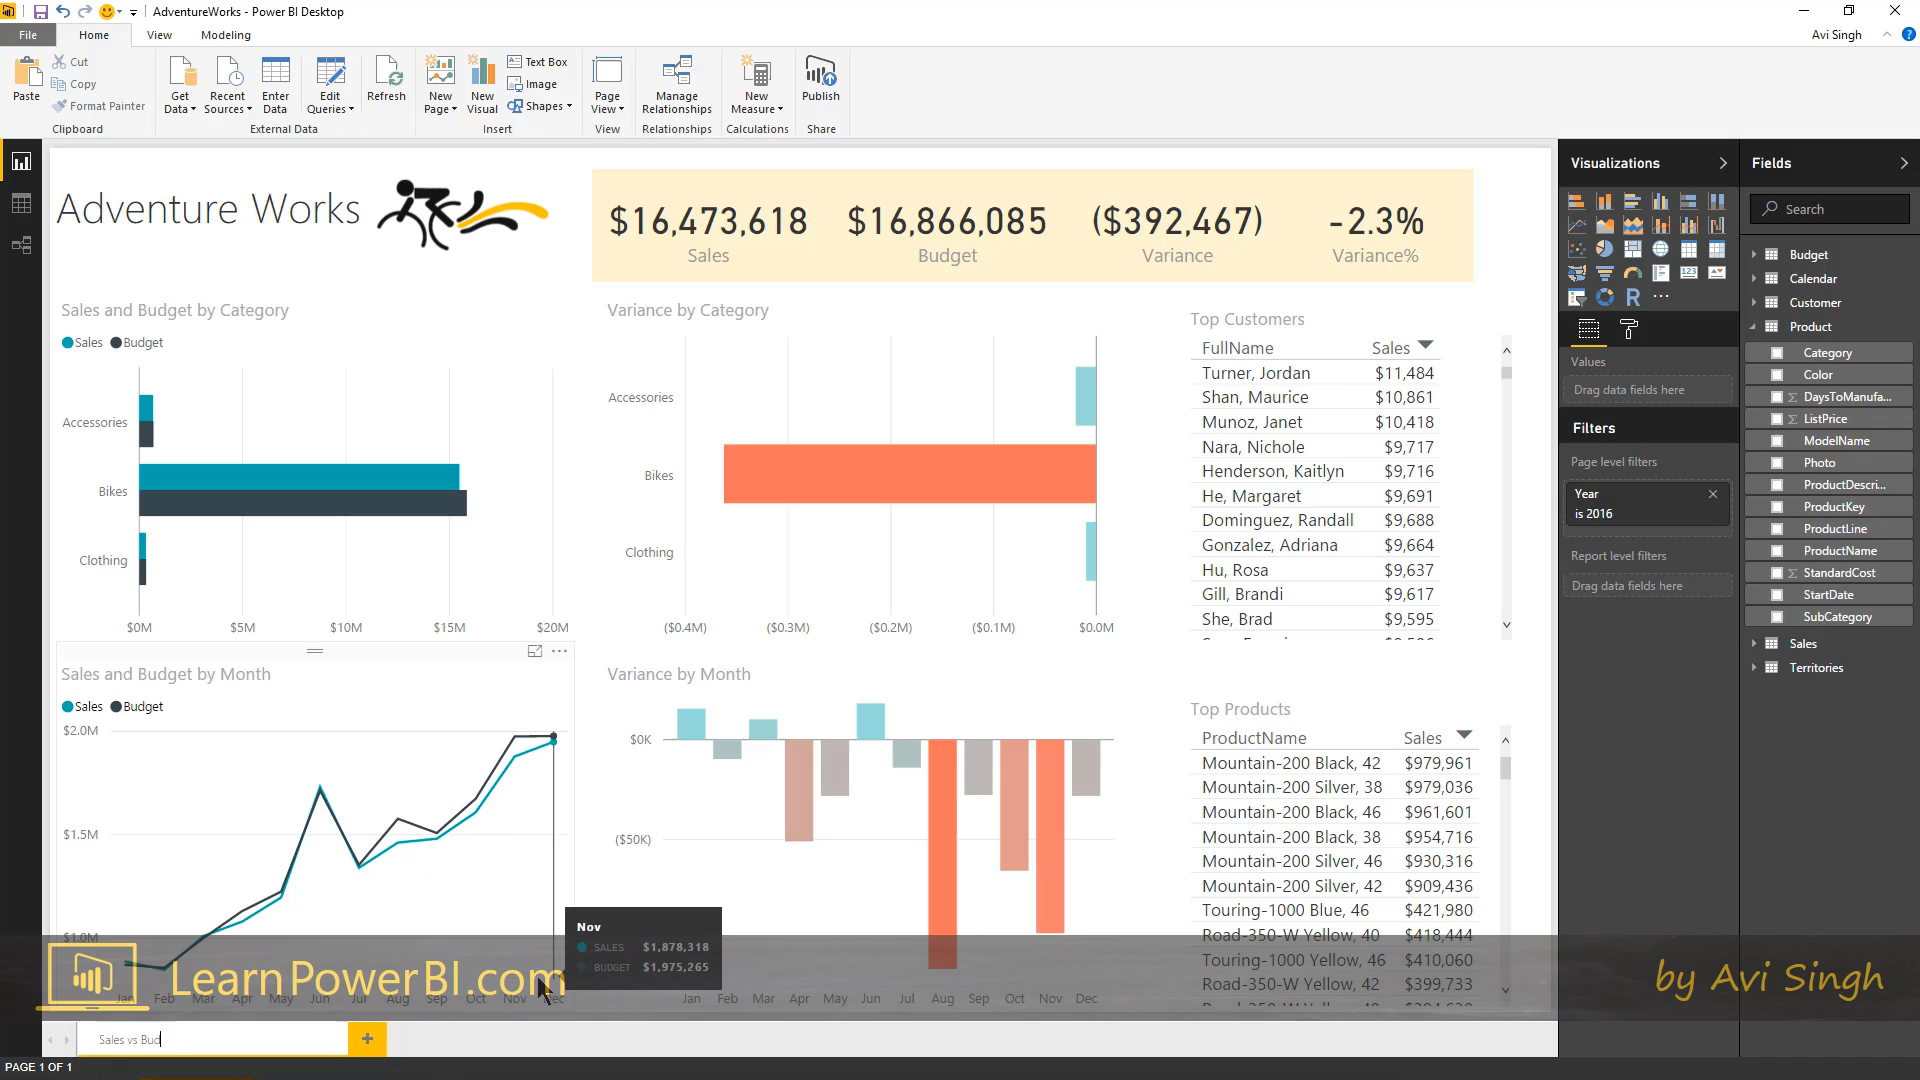 AdventureWorks - Power BI Desktop
File Home View Modeling Avi Singh
Paste
Cut
Copy
Format Painter
Clipboard
Get Data
Recent Sources
Enter Data
Edit Queries
External Data
Refresh
New Page
New Visual
Text Box
Image
Shapes
Insert
Page View
View
Manage Relationships
Relationships
New Measure
Calculations
Publish
Share
Adventure Works
$16,473,618 $16,866,085 ($392,467) -2.3%
Sales Budget Variance Variance%
Sales and Budget by Category
Sales Budget
Accessories
Bikes
Clothing
$0M $5M $10M $15M $20M
Variance by Category
Accessories
Bikes
Clothing
($0.4M) ($0.3M) ($0.2M) ($0.1M) $0.0M
Top Customers
FullName Sales
Turner, Jordan $11,484
Shan, Maurice $10,861
Munoz, Janet $10,418
Nara, Nichole $9,717
Henderson, Kaitlyn $9,716
He, Margaret $9,691
Dominguez, Randall $9,688
Gonzalez, Adriana $9,664
Hu, Rosa $9,637
Gill, Brandi $9,617
She, Brad $9,595
Sales and Budget by Month
Sales Budget
$2.0M
$1.5M
$1.0M
Jan Feb Mar Apr May Jun Jul Aug Sep Oct Nov Dec
Nov
SALES $1,878,318
BUDGET $1,975,265
Variance by Month
$0K
($50K)
Jan Feb Mar Apr May Jun Jul Aug Sep Oct Nov Dec
Top Products
ProductName Sales
Mountain-200 Black, 42 $979,961
Mountain-200 Silver, 38 $979,036
Mountain-200 Black, 46 $961,601
Mountain-200 Black, 38 $954,716
Mountain-200 Silver, 46 $930,316
Mountain-200 Silver, 42 $909,436
Touring-1000 Blue, 46 $421,980
Road-350-W Yellow, 40 $418,444
Touring-1000 Yellow, 46 $410,060
Road-350-W Yellow, 42 $399,733
Visualizations
Values
Drag data fields here
Filters
Page level filters
Year
is 2016
Report level filters
Drag data fields here
Fields
Search
Budget
Calendar
Customer
Product
Category
Color
DaysToManufa...
ListPrice
ModelName
Photo
ProductDescri...
ProductKey
ProductLine
ProductName
StandardCost
StartDate
SubCategory
Sales
Territories
LearnPowerBI.com
by Avi Singh
Sales vs Bud
PAGE 1 OF 1